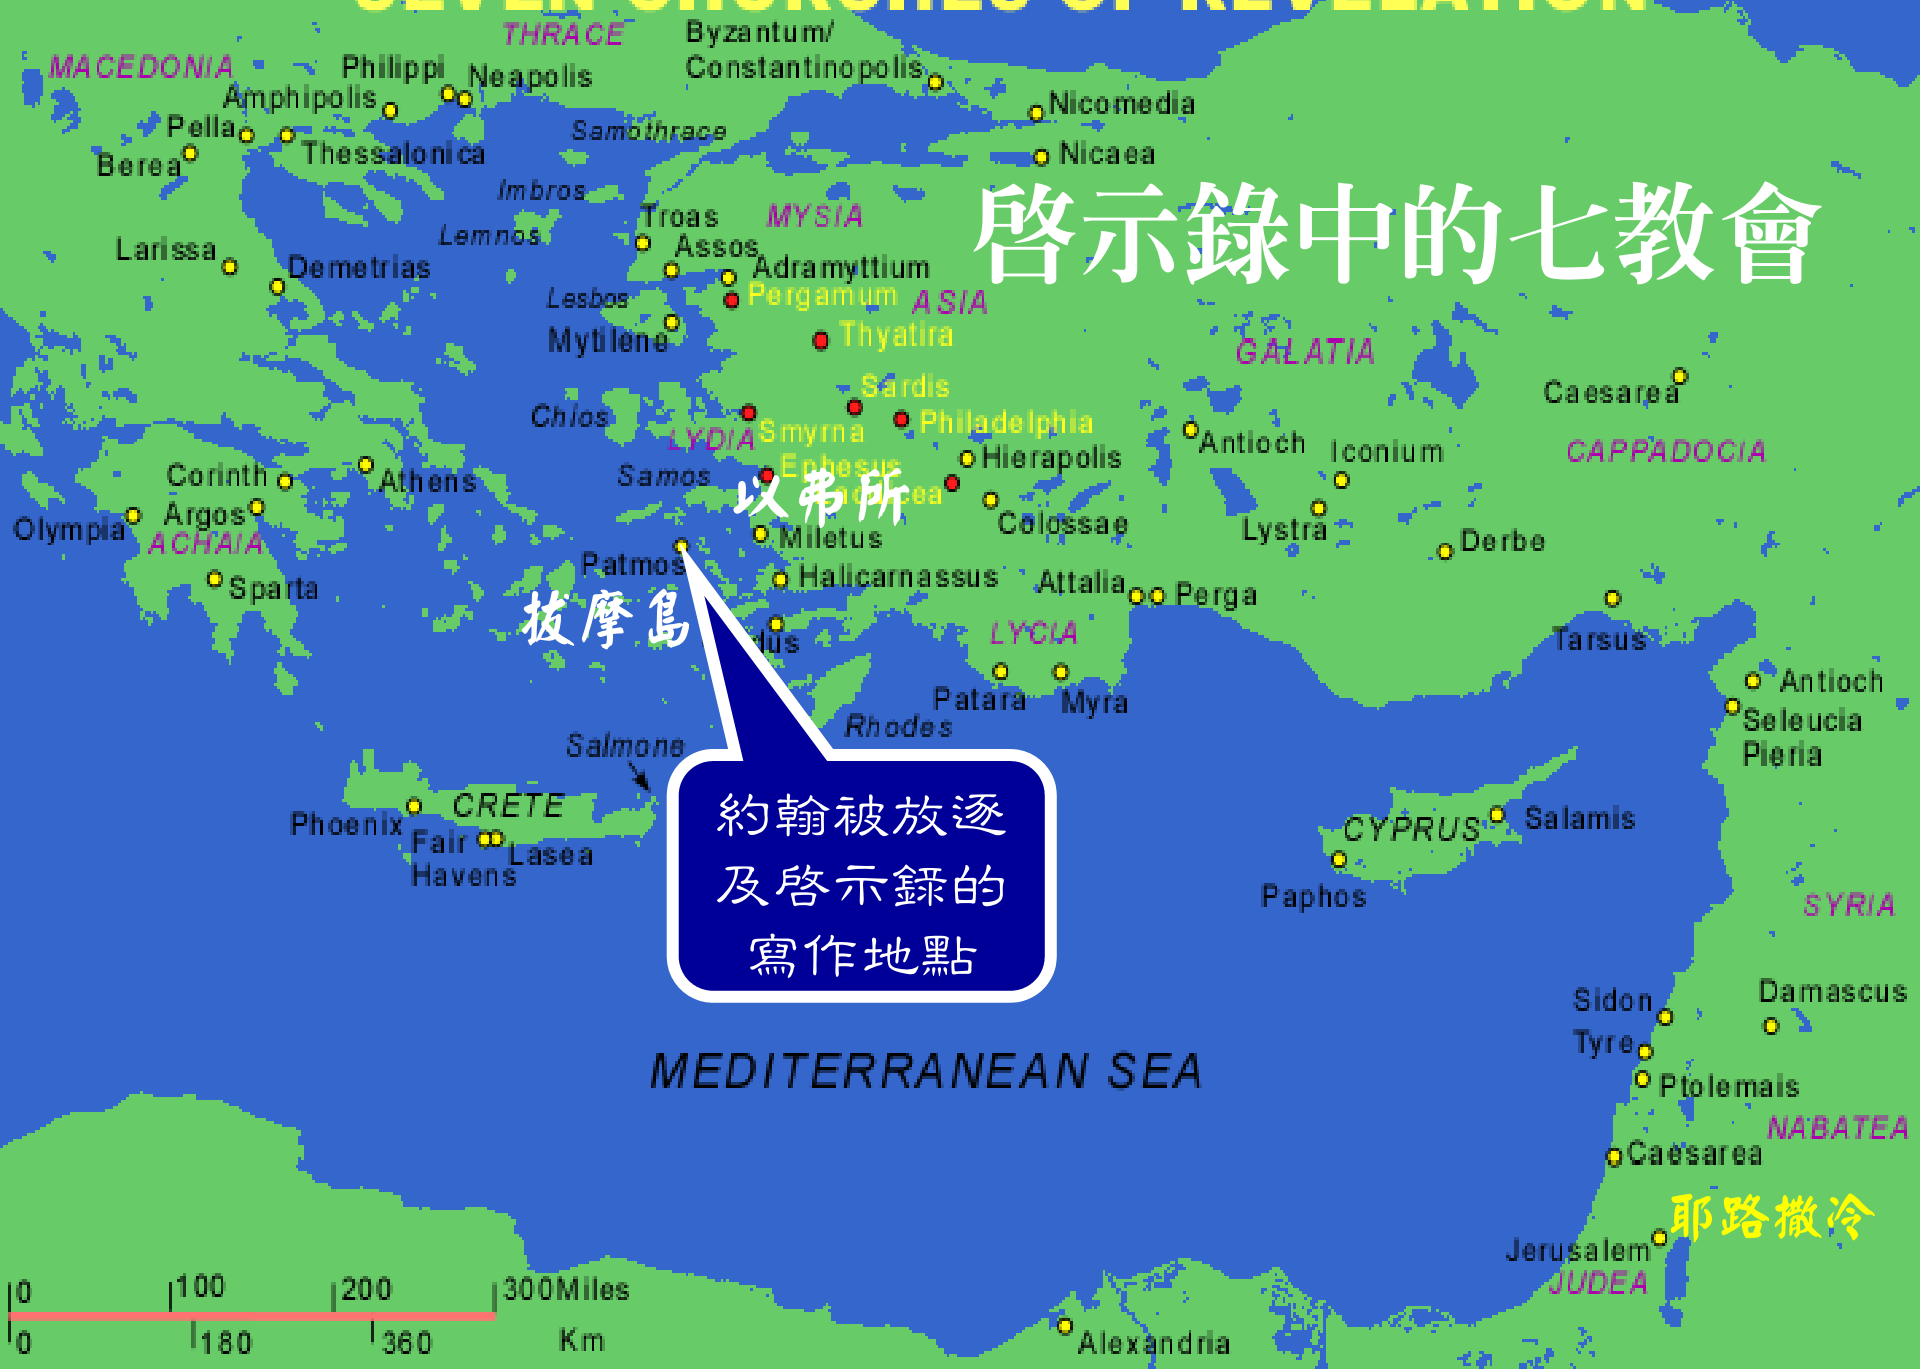 SEVEN CHURCHES OF REVELATION
THRACE
Byzantum/
Constantinopolis
MACEDONIA
Philippi
Neapolis
Amphipolis
Nicomedia
Pella
Samothrace
Thessalonica
Nicaea
Berea
Imbros
啓示錄中的七教會
Troas
MYSIA
Lemnos
Assos
Larissa
Demetrias
Adramyttium
Lesbos
Pergamum
ASIA
Mytilene
Thyatira
GALATIA
Sardis
Caesarea
Chios
Philadelphia
LYDIA
Smyrna
Antioch
Iconium
CAPPADOCIA
Hierapolis
Ephesus
Samos
Corinth
Athens
以弗所
Argos
Colossae
Olympia
Lystra
ACHAIA
Miletus
Derbe
Patmos
Halicarnassus
Attalia
Perga
Sparta
拔摩島
LYCIA
Tarsus
Patara
Myra
Antioch
Rhodes
Seleucia
Pieria
Salmone
CRETE
約翰被放逐
及啓示錄的
寫作地點
Phoenix
Fair
Havens
Lasea
CYPRUS
Salamis
Paphos
SYRIA
Sidon
Damascus
Tyre
MEDITERRANEAN SEA
Ptolemais
NABATEA
Caesarea
耶路撒冷
Jerusalem
JUDEA
0 100 200 300Miles
0 180 360 Km
Alexandria